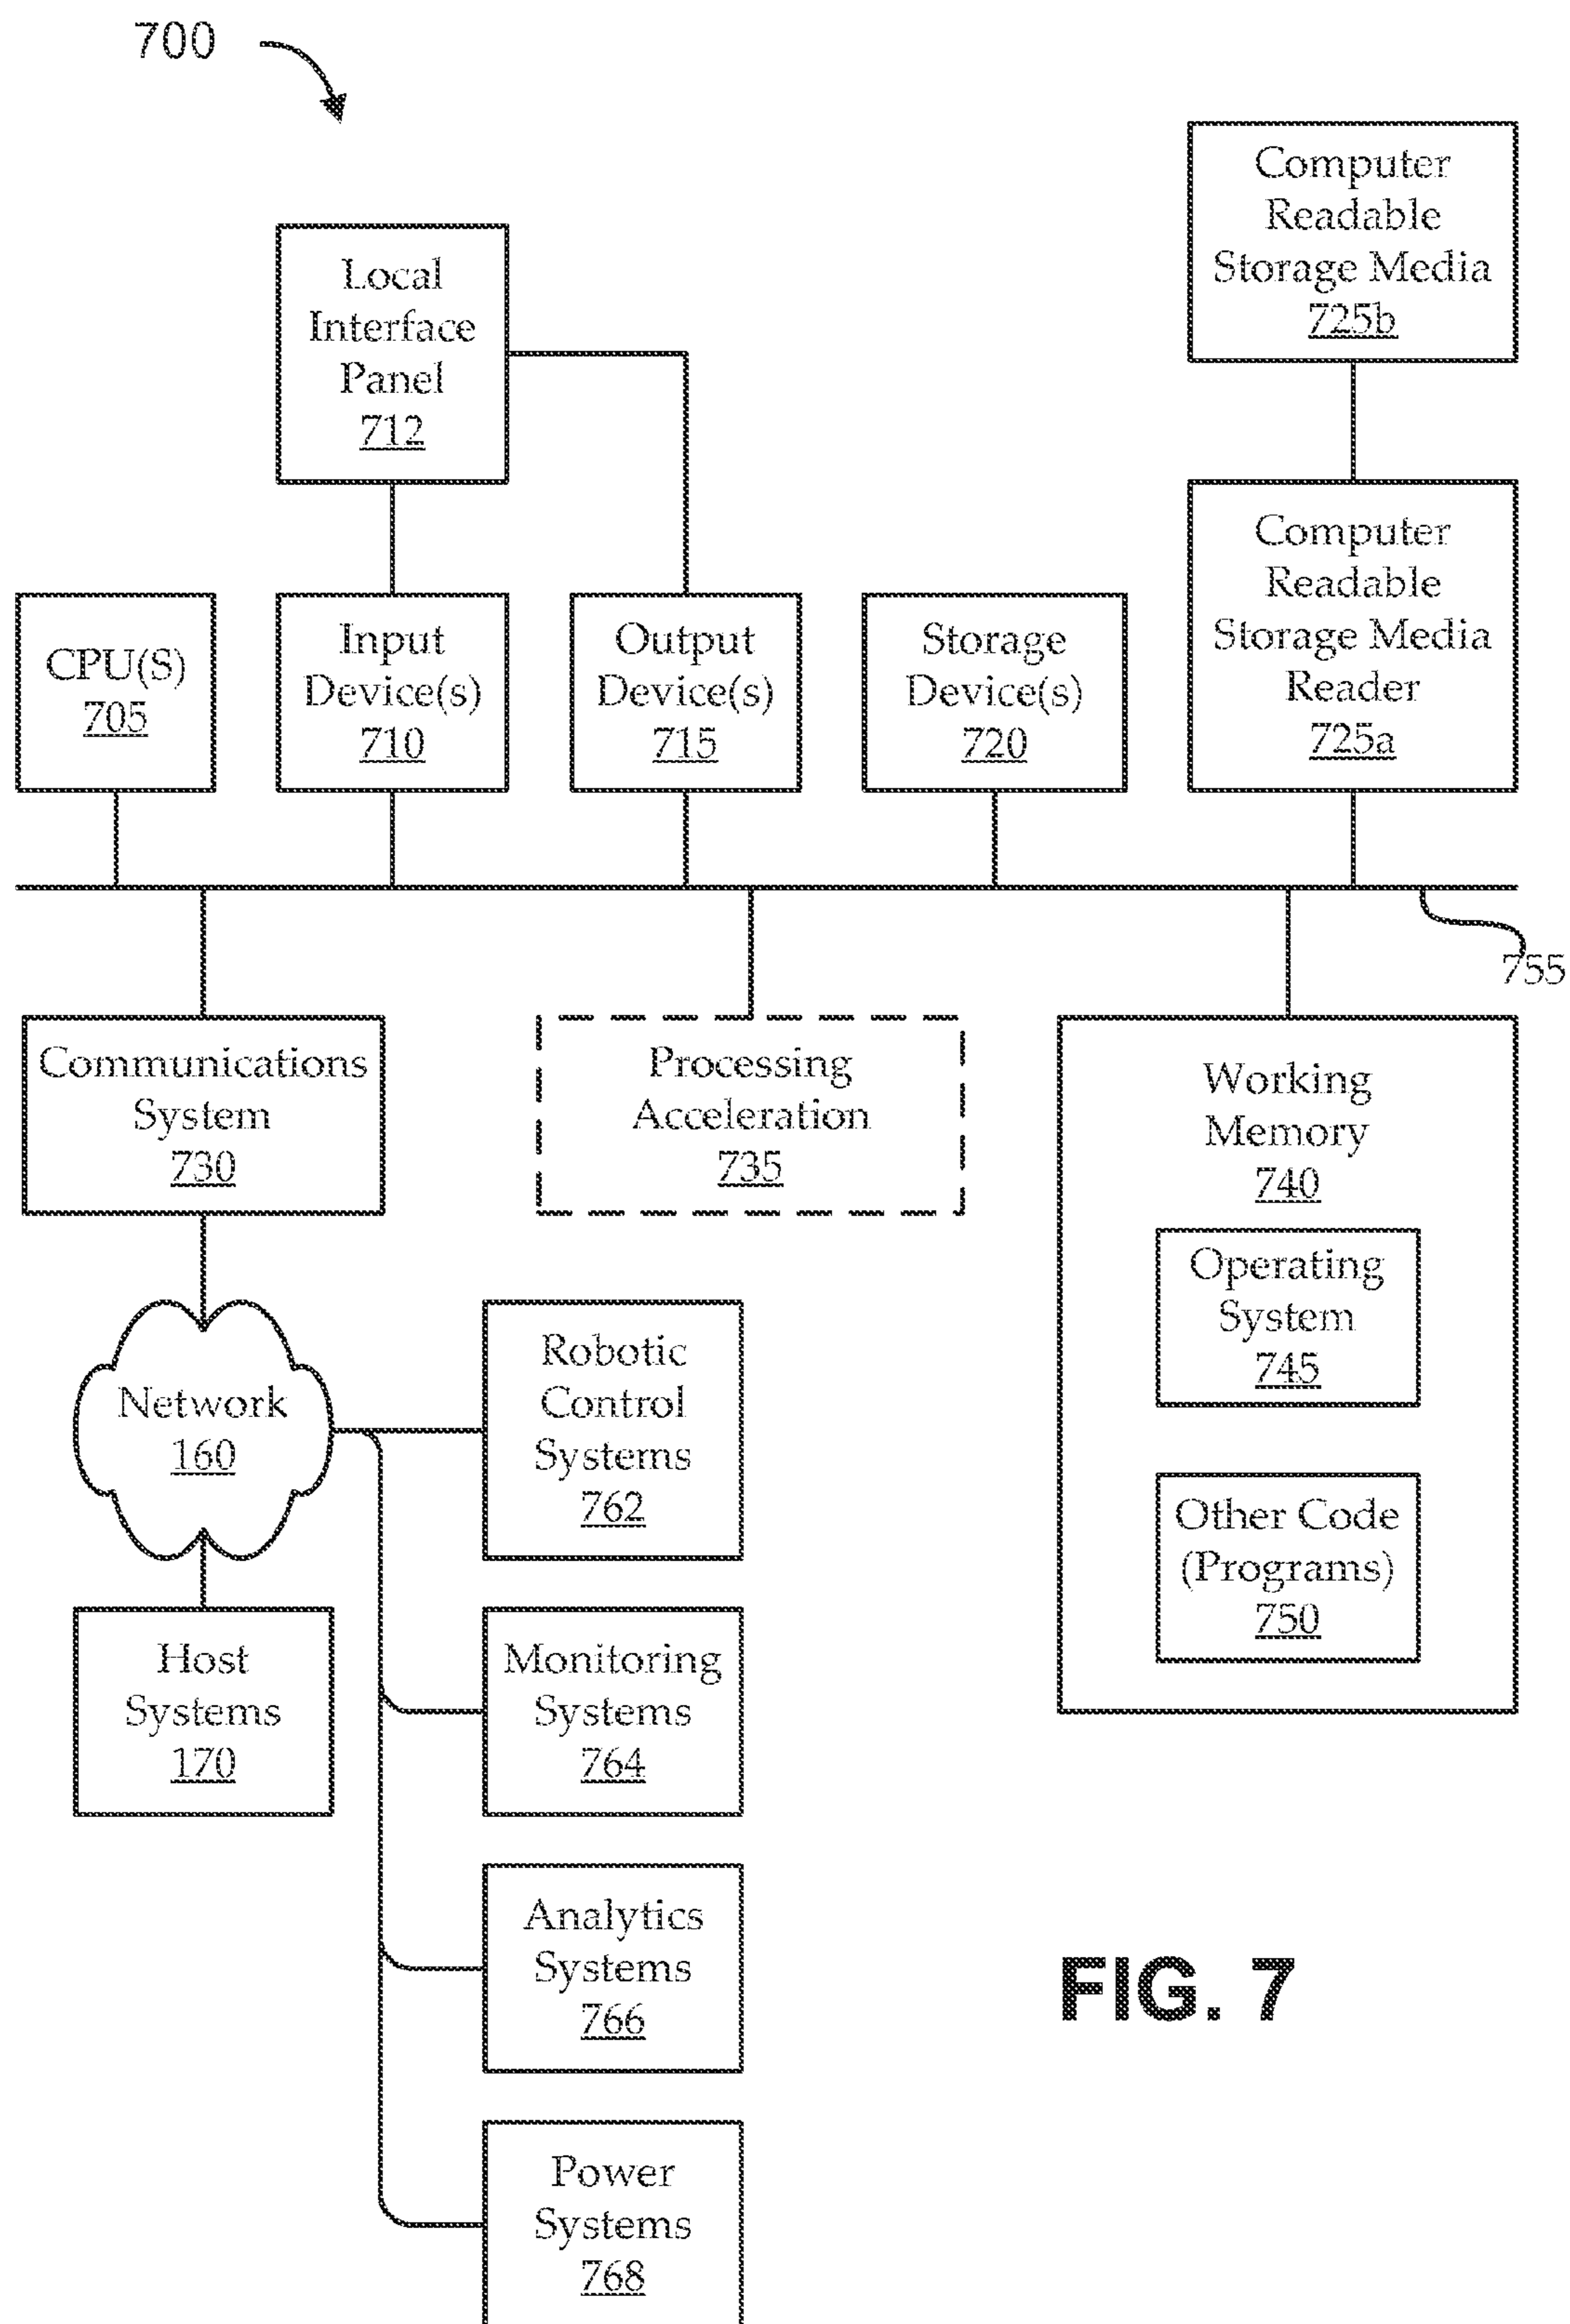 700
Computer
Readable
Storage Media
725b
Local
Interface
Panel
712
Computer
Readable
Storage Media
Reader
725a
CPU(S)
705
Input
Device(s)
710
Output
Device(s)
715
Storage
Device(s)
720
755
Communications
System
730
Processing
Acceleration
735
Working
Memory
740
Operating
System
745
Other Code
(Programs)
750
Network
160
Robotic
Control
Systems
762
Host
Systems
170
Monitoring
Systems
764
Analytics
Systems
766
Power
Systems
768
FIG. 7